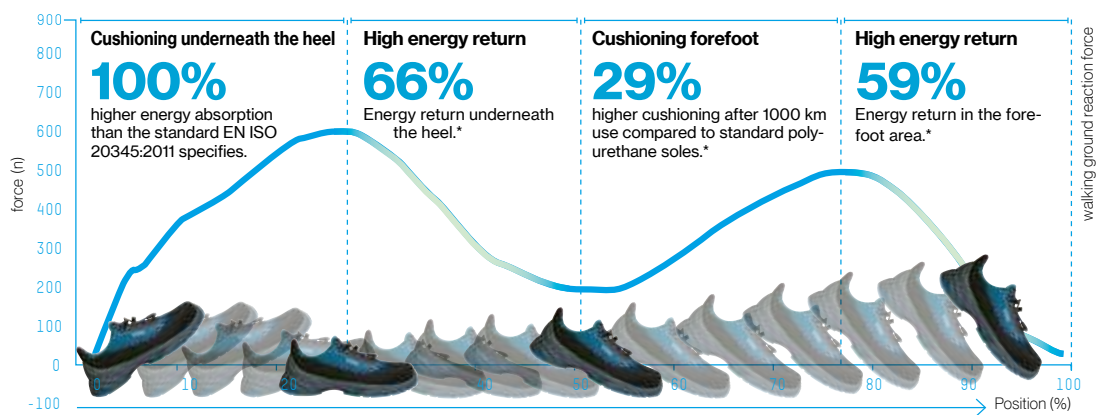 900
800
700
600
500
400
300
200
100
0
-100
force (n)
Cushioning underneath the heel
100%
higher energy absorption
than the standard EN ISO
20345:2011 specifies.
High energy return
66%
Energy return underneath
the heel.*
Cushioning forefoot
29%
higher cushioning after 1000 km
use compared to standard poly-
urethane soles.*
High energy return
59%
Energy return in the fore-
foot area.*
walking ground reaction force
0
10
20
40
50
60
70
80
90
100
Position (%)